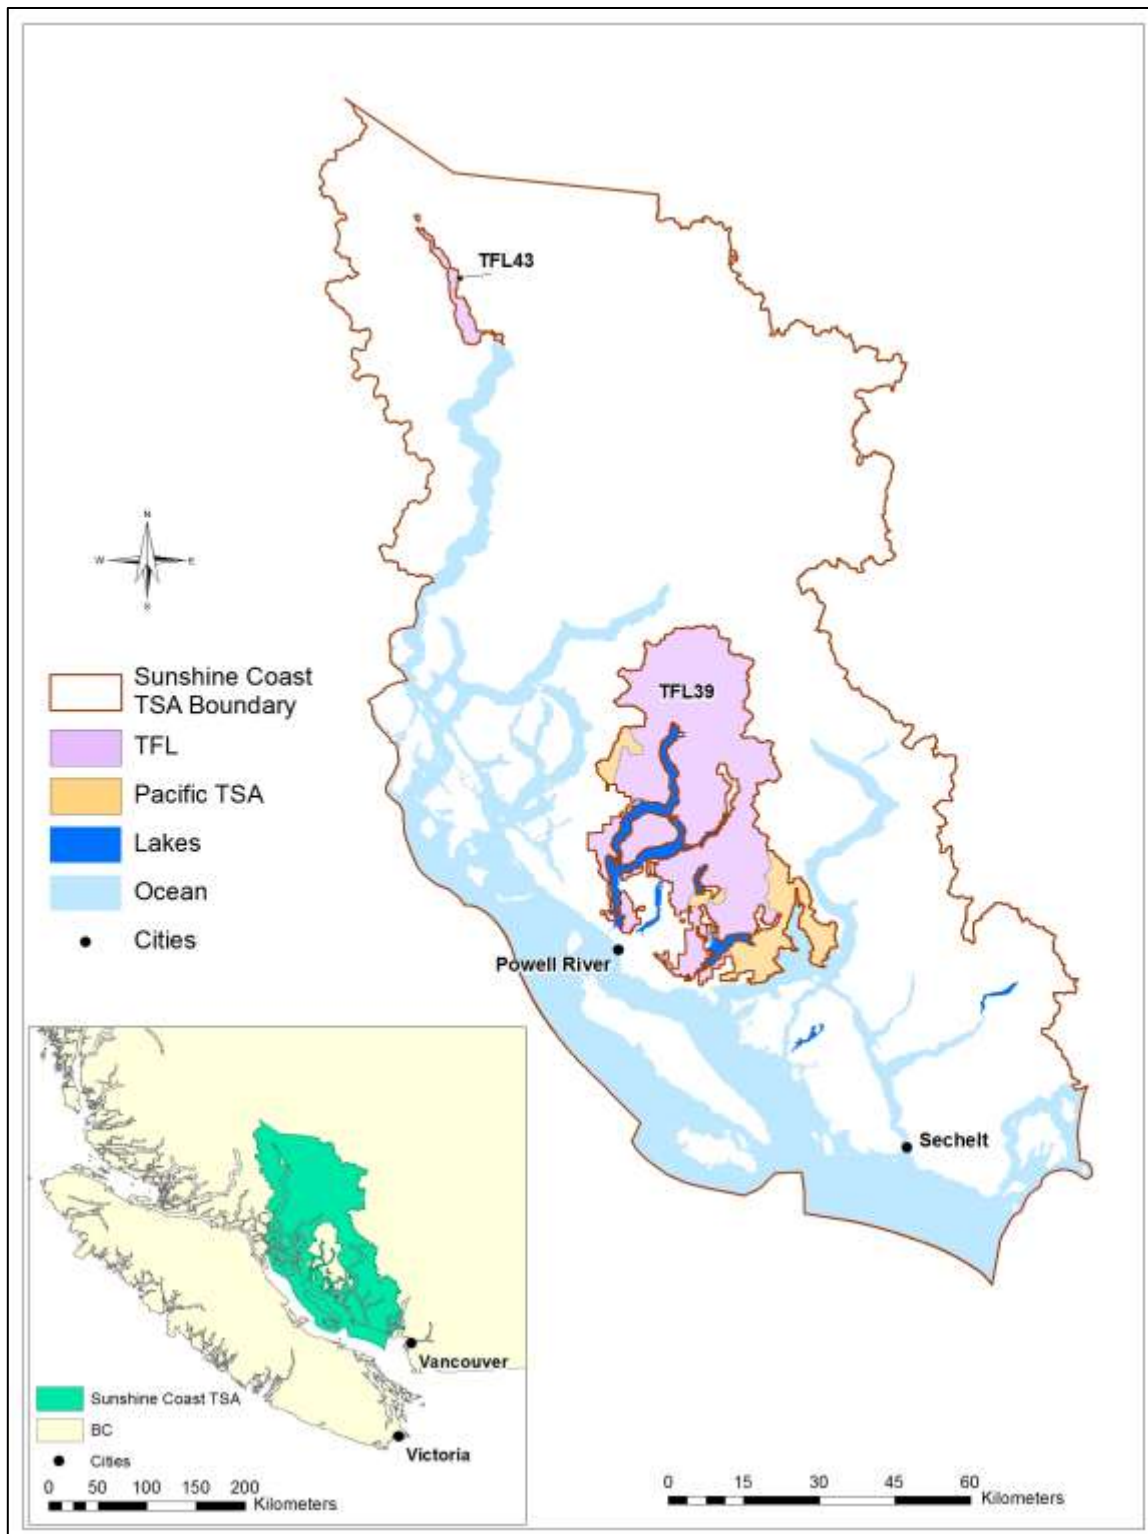 TFL43
N
W E
S
Sunshine Coast
TSA Boundary
TFL
Pacific TSA
Lakes
Ocean
Cities
TFL39
Powell River
Sechelt
Vancouver
Victoria
Sunshine Coast TSA
BC
Cities
0 50 100 150 200
Kilometers
0 15 30 45 60
Kilometers